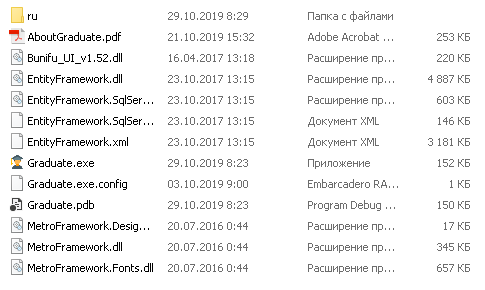 ru 29.10.2019 8:29 Папка с файлами
AboutGraduate.pdf 21.10.2019 15:32 Adobe Acrobat ... 253 КБ
Bunifu_UI_v1.52.dll 16.04.2017 13:18 Расширение пр... 220 КБ
EntityFramework.dll 23.10.2017 13:15 Расширение пр... 4 887 КБ
EntityFramework.SqlSer... 23.10.2017 13:15 Расширение пр... 603 КБ
EntityFramework.SqlSer... 23.10.2017 13:15 Документ XML 146 КБ
EntityFramework.xml 23.10.2017 13:15 Документ XML 3 181 КБ
Graduate.exe 29.10.2019 8:23 Приложение 152 КБ
Graduate.exe.config 03.10.2019 9:00 Embarcadero RA... 1 КБ
Graduate.pdb 29.10.2019 8:23 Program Debug ... 150 КБ
MetroFramework.Desig... 20.07.2016 0:44 Расширение пр... 17 КБ
MetroFramework.dll 20.07.2016 0:44 Расширение пр... 345 КБ
MetroFramework.Fonts.dll 20.07.2016 0:44 Расширение пр... 657 КБ